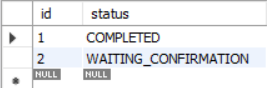 id status
1 COMPLETED
2 WAITING_CONFIRMATION
NULL NULL